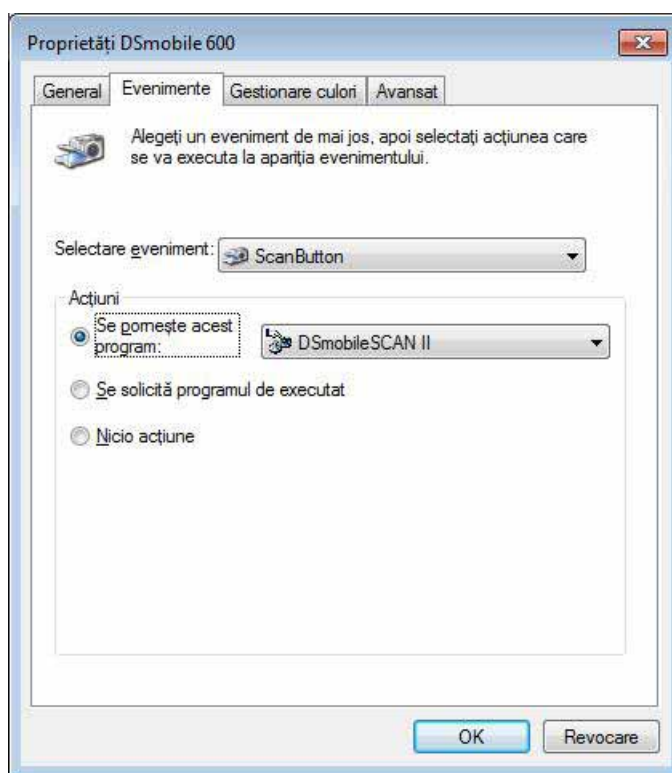 Proprietăți DSmobile 600
General Evenimente Gestionare culori Avansat
Alegeți un eveniment de mai jos, apoi selectați acțiunea care
se va executa la apariția evenimentului.
Selectare eveniment: ScanButton
Acțiuni
Se pornește acest
program:
DSmobileSCAN II
Se solicită programul de executat
Nicio acțiune
OK Revocare